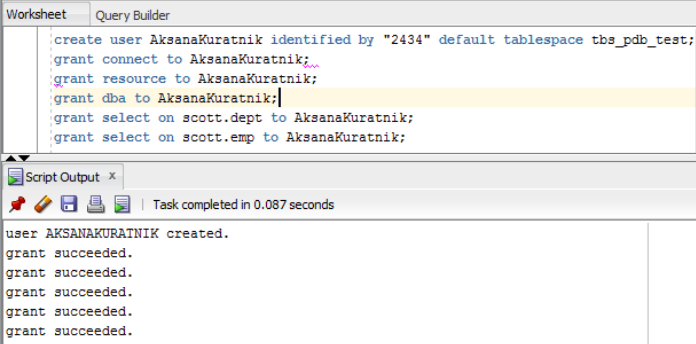 Worksheet Query Builder
create user AksanaKuratnik identified by "2434" default tablespace tbs_pdb_test;
grant connect to AksanaKuratnik;
grant resource to AksanaKuratnik;
grant dba to AksanaKuratnik;
grant select on scott.dept to AksanaKuratnik;
grant select on scott.emp to AksanaKuratnik;
Script Output x
Task completed in 0.087 seconds
user AKSANAKURATNIK created.
grant succeeded.
grant succeeded.
grant succeeded.
grant succeeded.
grant succeeded.